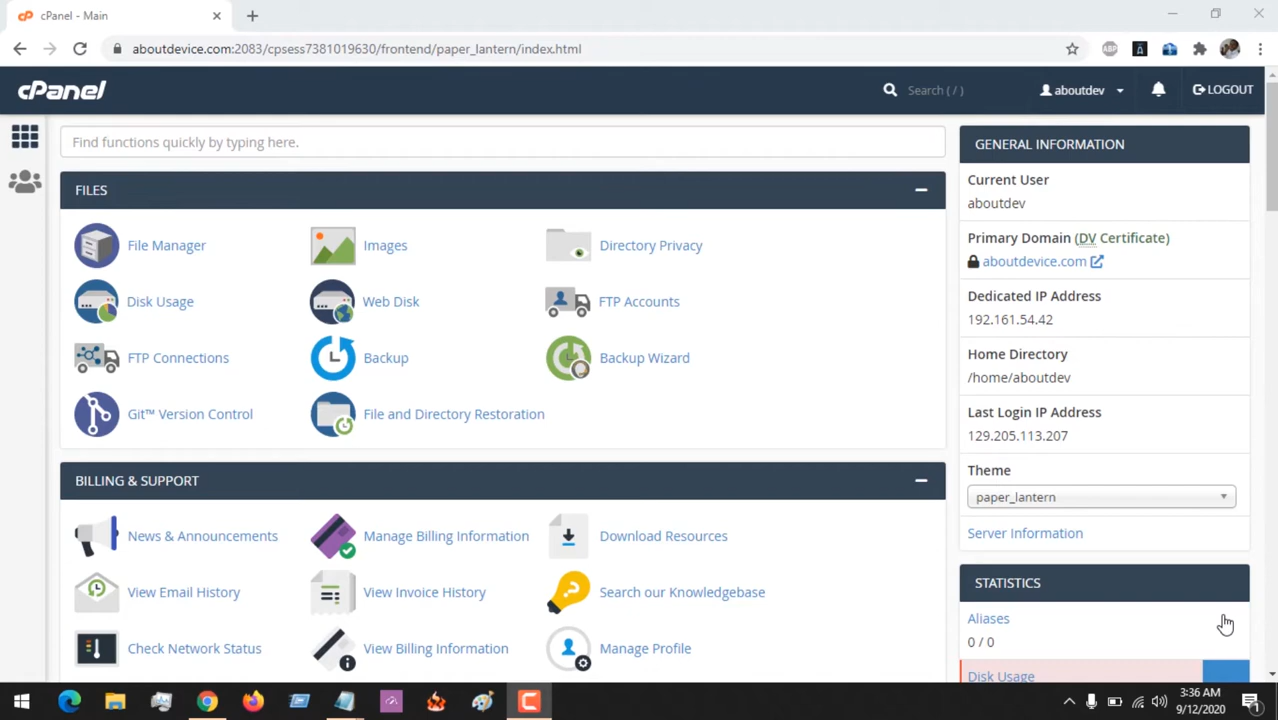 cPanel - Main
aboutdevice.com:2083/cpsess7381019630/frontend/paper_lantern/index.html
ABP
cPanel
Search ( / )
aboutdev
LOGOUT
Find functions quickly by typing here.
FILES
File Manager
Images
Directory Privacy
Disk Usage
Web Disk
FTP Accounts
FTP Connections
Backup
Backup Wizard
Git™ Version Control
File and Directory Restoration
BILLING & SUPPORT
News & Announcements
Manage Billing Information
Download Resources
View Email History
View Invoice History
Search our Knowledgebase
Check Network Status
View Billing Information
Manage Profile
GENERAL INFORMATION
Current User
aboutdev
Primary Domain (DV Certificate)
aboutdevice.com
Dedicated IP Address
192.161.54.42
Home Directory
/home/aboutdev
Last Login IP Address
129.205.113.207
Theme
paper_lantern
Server Information
STATISTICS
Aliases
0 / 0
Disk Usage
3:36 AM
9/12/2020
1